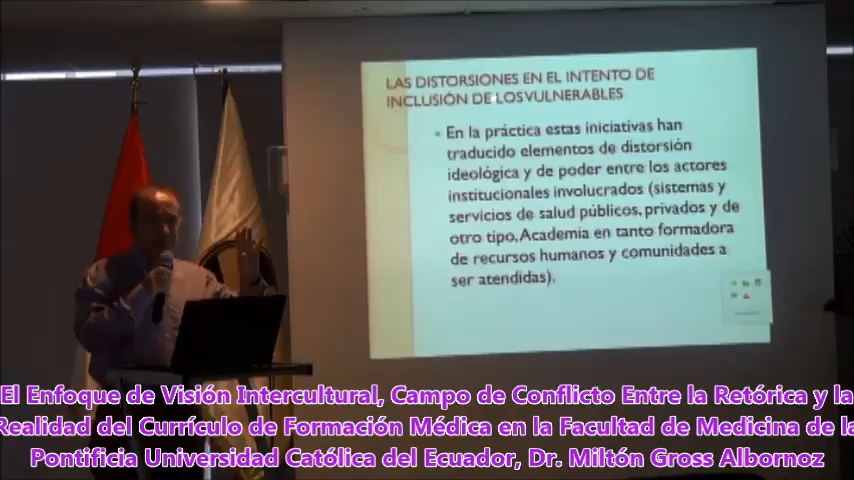 LAS DISTORSIONES EN EL INTENTO DE
INCLUSIÓN DE LOS VULNERABLES
• En la práctica estas iniciativas han
traducido elementos de distorsión
ideológica y de poder entre los actores
institucionales involucrados (sistemas y
servicios de salud públicos, privados y de
otro tipo, Academia en tanto formadora
de recursos humanos y comunidades a
ser atendidas).
El Enfoque de Visión Intercultural, Campo de Conflicto Entre la Retórica y la
Realidad del Currículo de Formación Médica en la Facultad de Medicina de la
Pontificia Universidad Católica del Ecuador, Dr. Miltón Gross Albornoz